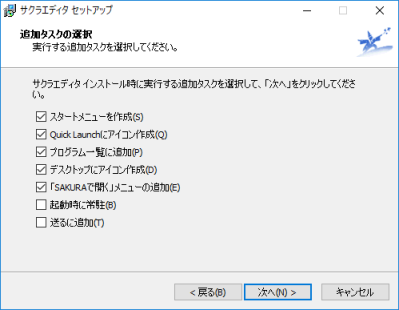 サクラエディタ セットアップ
追加タスクの選択
実行する追加タスクを選択してください。
サクラエディタ インストール時に実行する追加タスクを選択して、「次へ」をクリックしてくださ
い。
スタートメニューを作成(S)
Quick Launchにアイコン作成(Q)
プログラム一覧に追加(P)
デスクトップにアイコン作成(D)
「SAKURAで開く」メニューの追加(E)
起動時に常駐(B)
送るに追加(T)
< 戻る(B)
次へ(N) >
キャンセル